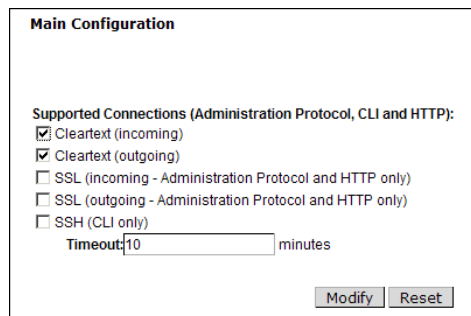 Main Configuration
Supported Connections (Administration Protocol, CLI and HTTP):
Cleartext (incoming)
Cleartext (outgoing)
SSL (incoming - Administration Protocol and HTTP only)
SSL (outgoing - Administration Protocol and HTTP only)
SSH (CLI only)
Timeout:10 minutes
Modify Reset